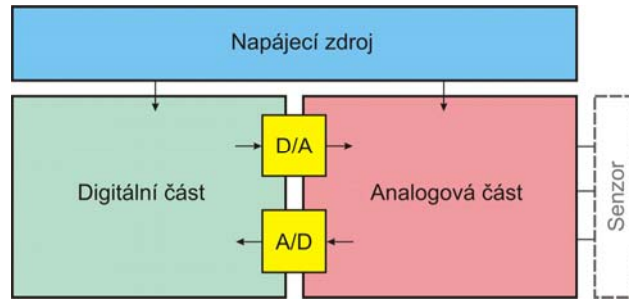 Napájecí zdroj
D/A
Digitální část
Analogová část
A/D
Senzor